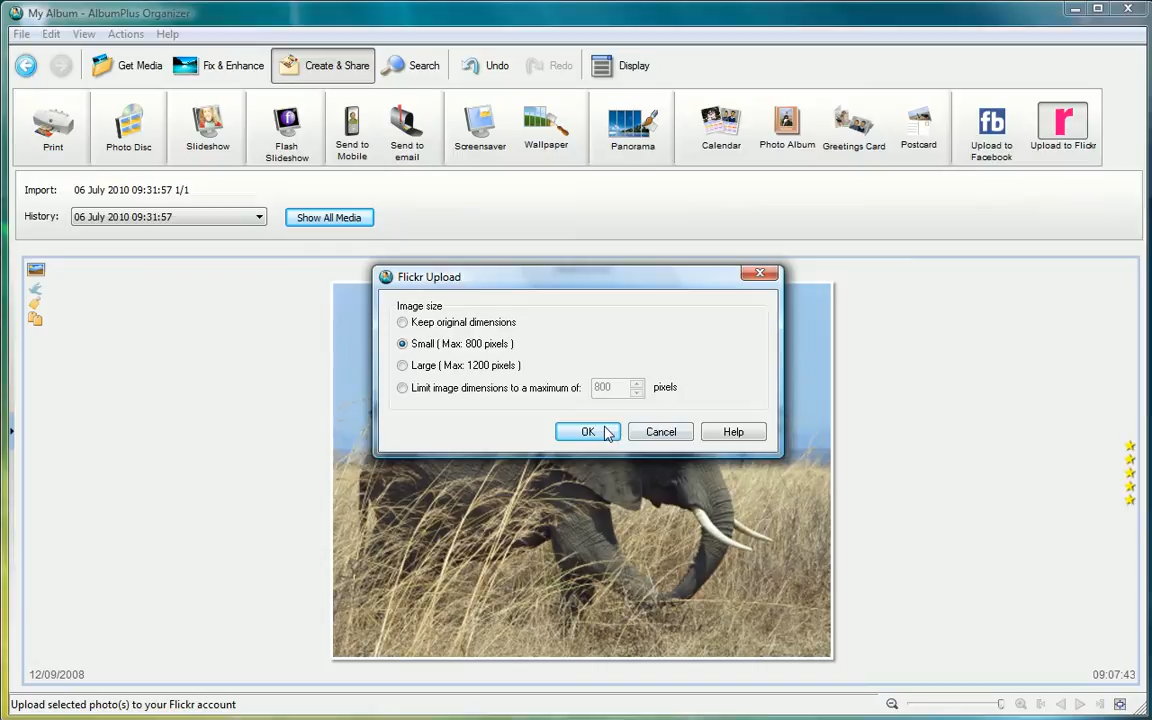 My Album - AlbumPlus Organizer
File Edit View Actions Help
Get Media Fix & Enhance Create & Share Search Undo Redo Display
Print Photo Disc Slideshow Flash Slideshow Send to Mobile Send to email Screensaver Wallpaper Panorama Calendar Photo Album Greetings Card Postcard fb Upload to Facebook r Upload to Flickr
Import: 06 July 2010 09:31:57 1/1
History: 06 July 2010 09:31:57 Show All Media
Flickr Upload
Image size
Keep original dimensions
Small ( Max: 800 pixels )
Large ( Max: 1200 pixels )
Limit image dimensions to a maximum of: 800 pixels
OK Cancel Help
12/09/2008 09:07:43
Upload selected photo(s) to your Flickr account